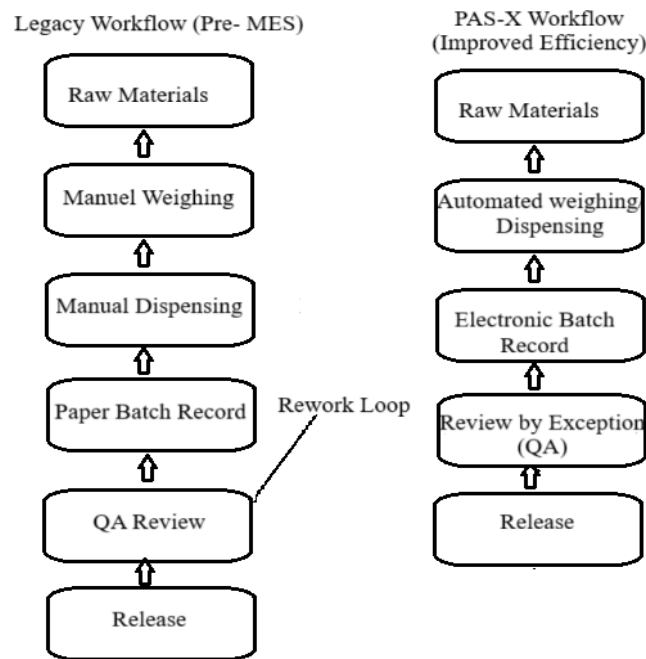 Legacy Workflow (Pre- MES)
Raw Materials
Manuel Weighing
Manual Dispensing
Paper Batch Record
Rework Loop
QA Review
Release
PAS-X Workflow
(Improved Efficiency)
Raw Materials
Automated weighing/
Dispensing
Electronic Batch
Record
Review by Exception
(QA)
Release